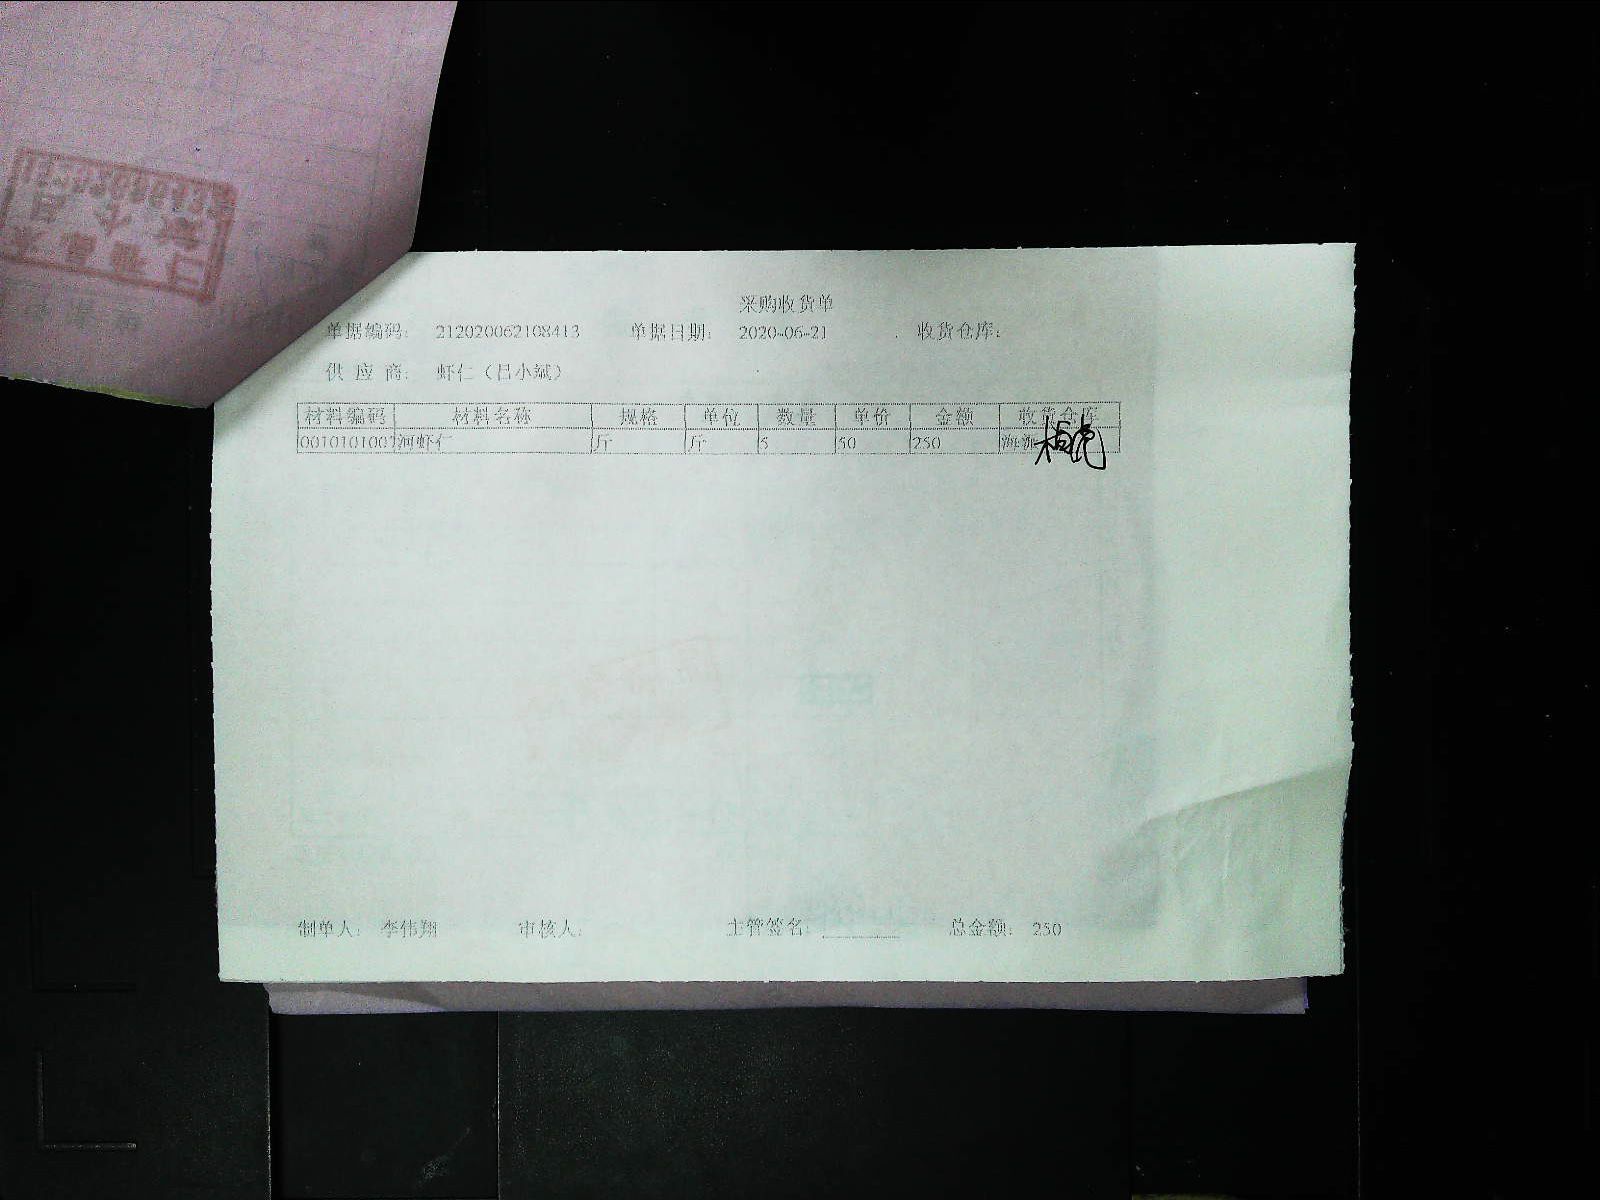 采购收货单
单据编码: 212020062108413 单据日期: 2020-06-21 收货仓库:
供应商: 虾仁(吕小斌)
材料编码 材料名称 规格 单位 数量 单价 金额 收货仓库
0010101007 河虾仁 斤 斤 5 50 250
制单人: 李伟翔 审核人: 主管签名: 总金额: 250